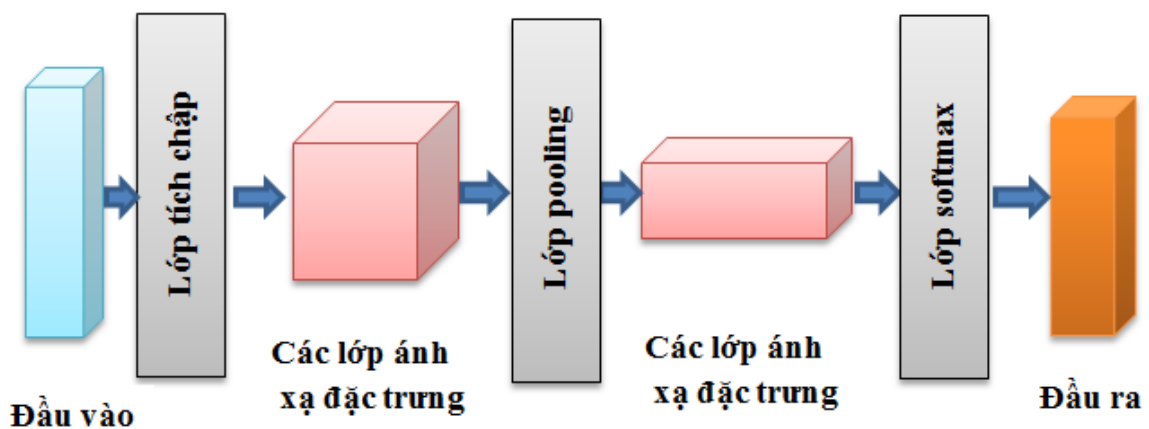 Lớp tích chập
Lớp pooling
Lớp softmax
Các lớp ánh
xạ đặc trưng
Các lớp ánh
xạ đặc trưng
Đầu vào
Đầu ra